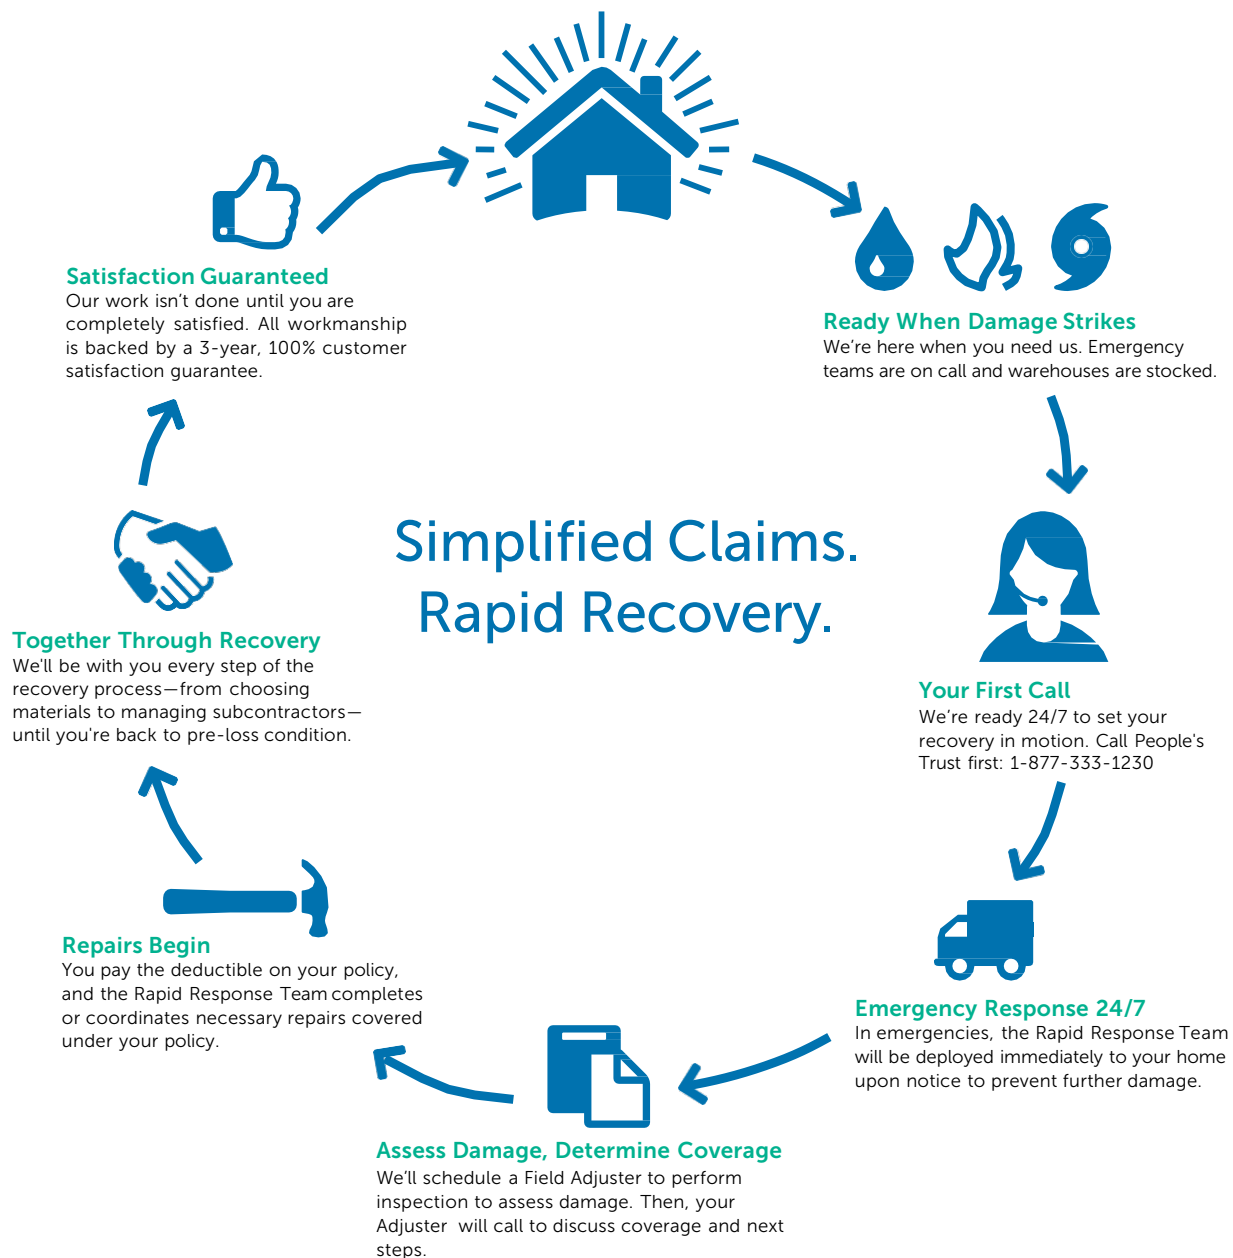 Simplified Claims.
Rapid Recovery.
Ready When Damage Strikes
We’re here when you need us. Emergency
teams are on call and warehouses are stocked.
Your First Call
We’re ready 24/7 to set your
recovery in motion. Call People's
Trust first: 1-877-333-1230
Emergency Response 24/7
In emergencies, the Rapid Response Team
will be deployed immediately to your home
upon notice to prevent further damage.
Assess Damage, Determine Coverage
We’ll schedule a Field Adjuster to perform
inspection to assess damage. Then, your
Adjuster will call to discuss coverage and next
steps.
Repairs Begin
You pay the deductible on your policy,
and the Rapid Response Team completes
or coordinates necessary repairs covered
under your policy.
Together Through Recovery
We'll be with you every step of the
recovery process—from choosing
materials to managing subcontractors—
until you're back to pre-loss condition.
Satisfaction Guaranteed
Our work isn’t done until you are
completely satisfied. All workmanship
is backed by a 3-year, 100% customer
satisfaction guarantee.